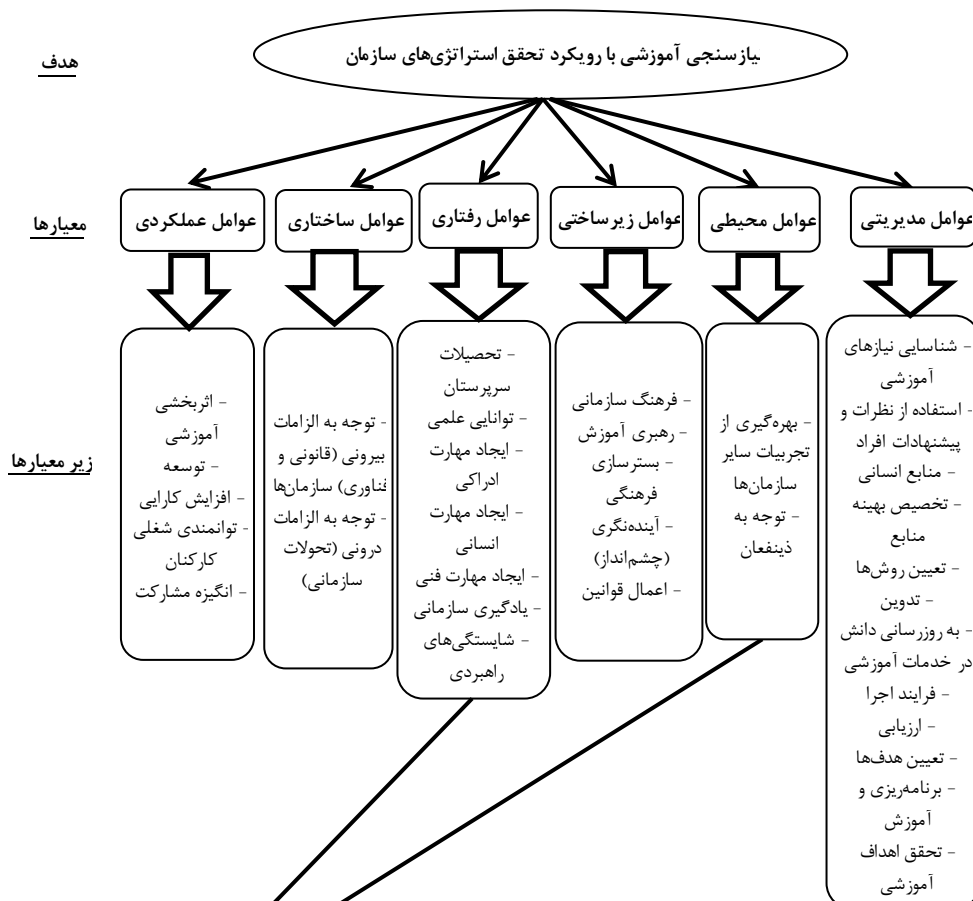 هدف
نیازسنجی آموزشی با رویکرد تحقق استراتژی‌های سازمان
معیارها
عوامل مدیریتی
عوامل محیطی
عوامل زیرساختی
عوامل رفتاری
عوامل ساختاری
عوامل عملکردی
زیر معیارها
- شناسایی نیازهای
آموزشی
- استفاده از نظرات و
پیشنهادات افراد
- منابع انسانی
- تخصیص بهینه
منابع
- تعیین روش‌ها
- تدوین
- به روزرسانی دانش
در خدمات آموزشی
- فرایند اجرا
- ارزیابی
- تعیین هدف‌ها
- برنامه‌ریزی و
آموزش
- تحقق اهداف
آموزشی
- بهره‌گیری از
تجربیات سایر
سازمان‌ها
- توجه به
ذینفعان
- فرهنگ سازمانی
- رهبری آموزش
- بسترسازی
فرهنگی
- آینده‌نگری
(چشم‌انداز)
- اعمال قوانین
- تحصیلات
سرپرستان
- توانایی علمی
- ایجاد مهارت
ادراکی
- ایجاد مهارت
انسانی
- ایجاد مهارت فنی
- یادگیری سازمانی
- شایستگی‌های
راهبردی
- توجه به الزامات
بیرونی (قانونی و
فناوری) سازمان‌ها
- توجه به الزامات
درونی (تحولات
سازمانی)
- اثربخشی
آموزشی
- توسعه
- افزایش کارایی
- توانمندی شغلی
کارکنان
- انگیزه مشارکت